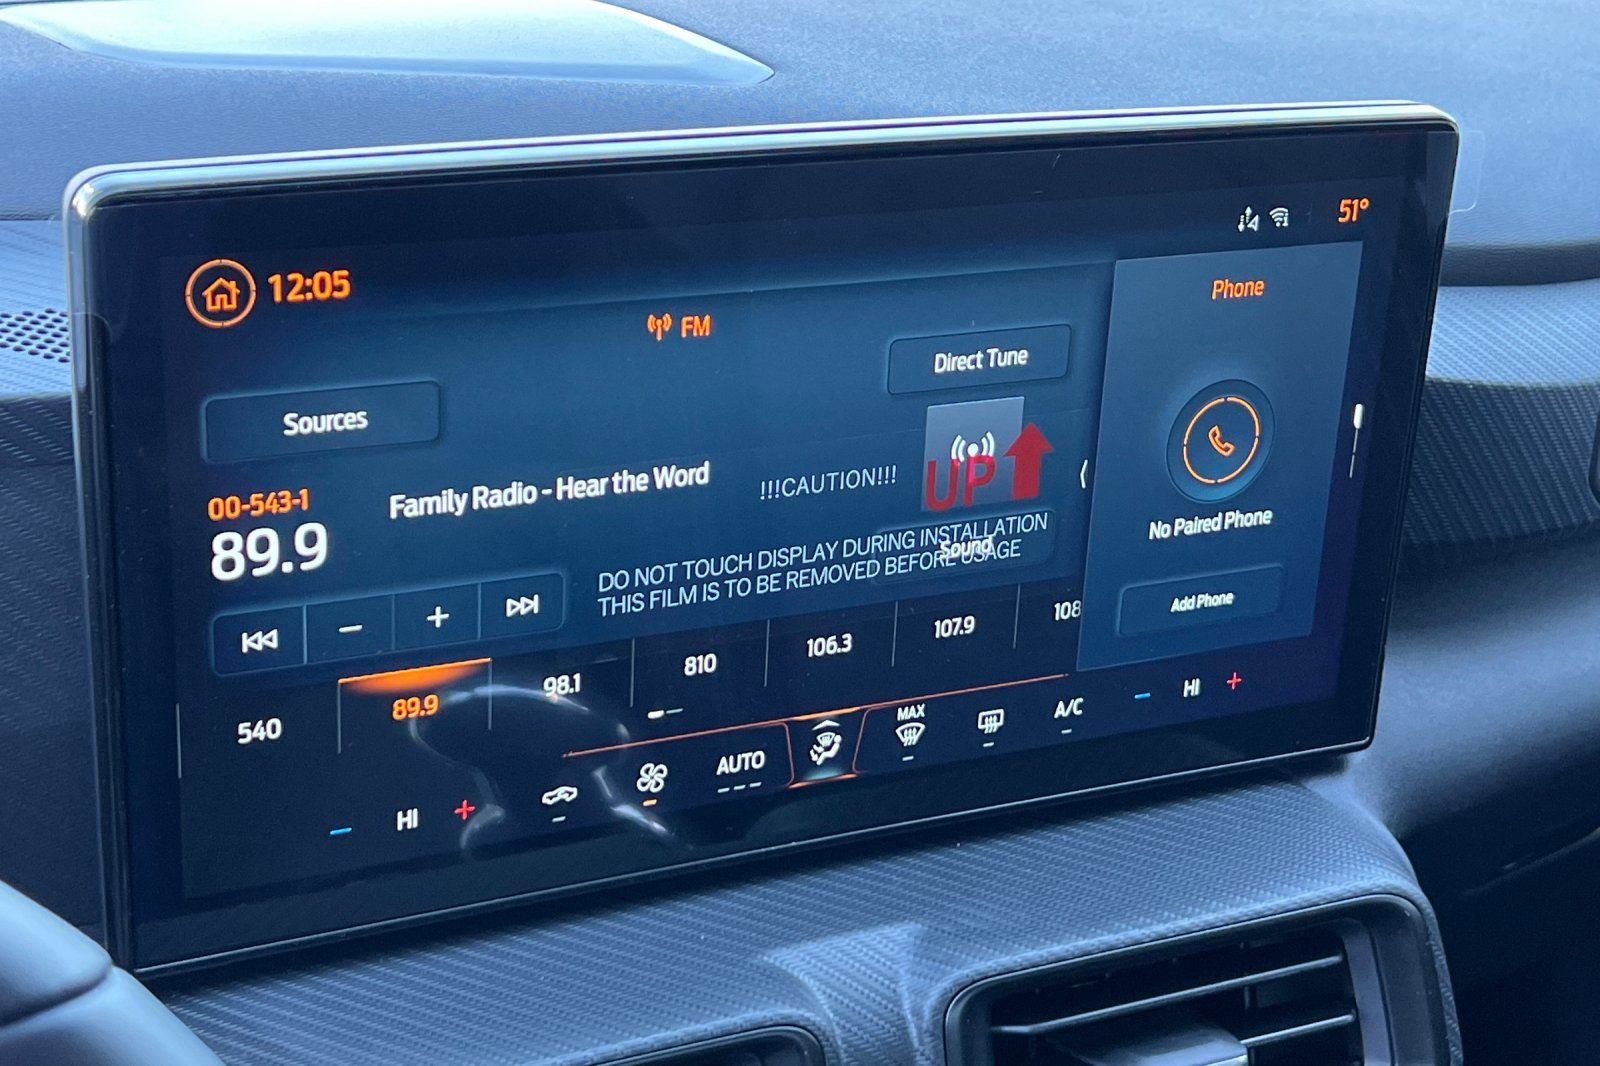 51°
12:05
Phone
FM
Direct Tune
Sources
00-543-1
89.9
Family Radio - Hear the Word
!!!CAUTION!!!
UP
DO NOT TOUCH DISPLAY DURING INSTALLATION
THIS FILM IS TO BE REMOVED BEFORE USAGE
Sound
No Paired Phone
Add Phone
540
89.9
98.1
810
106.3
107.9
108
HI
AUTO
MAX
A/C
HI